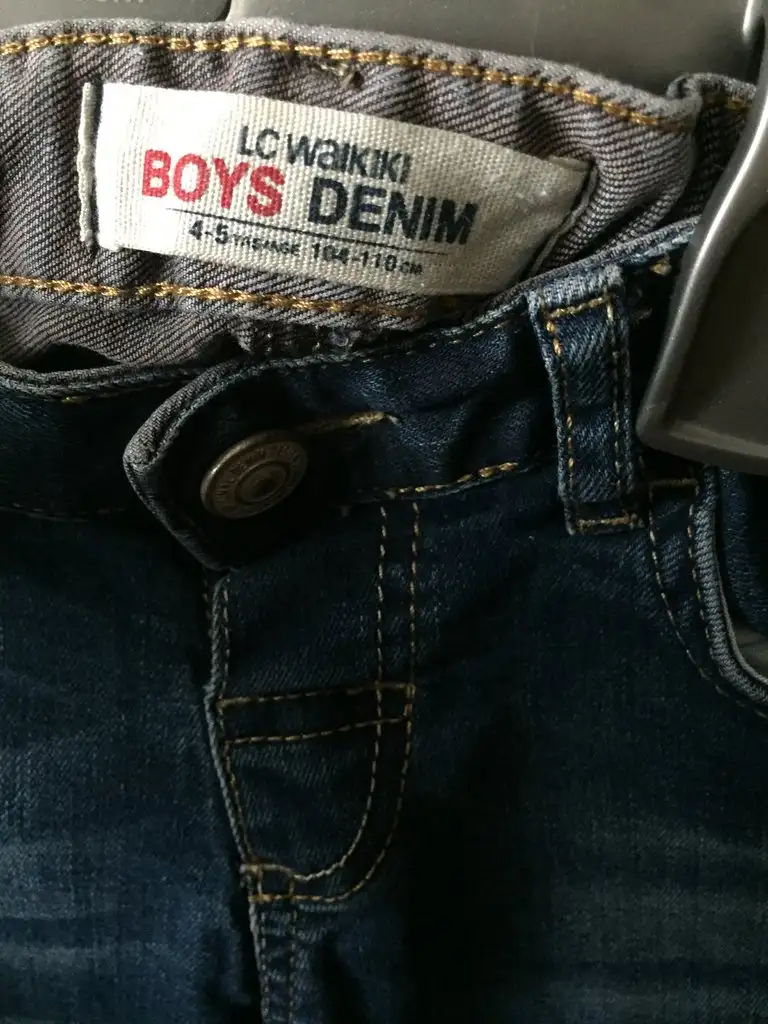 LC WAIKIKI
BOYS DENIM
4-5 YRS/AGE 104-110 CM